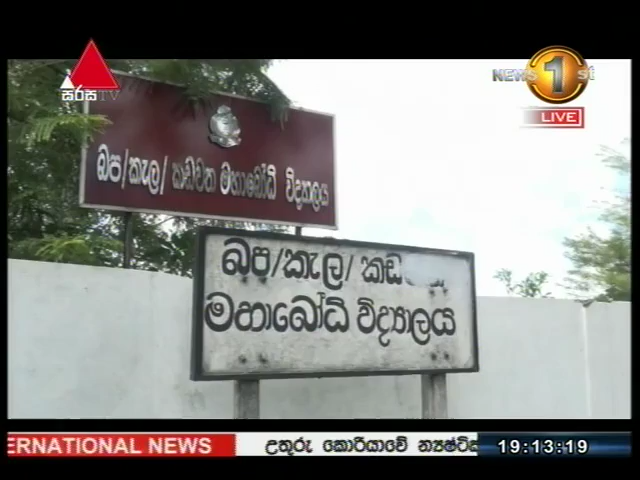 සිරස TV
NEWS 1st
LIVE
බප/කැල/ කඩවත මහාබෝධි විද්‍යාලය
බප/කැල/ කඩ
මහාබෝධි විද්‍යාලය
ERNATIONAL NEWS
උතුරු කොරියාවේ
19:13:19